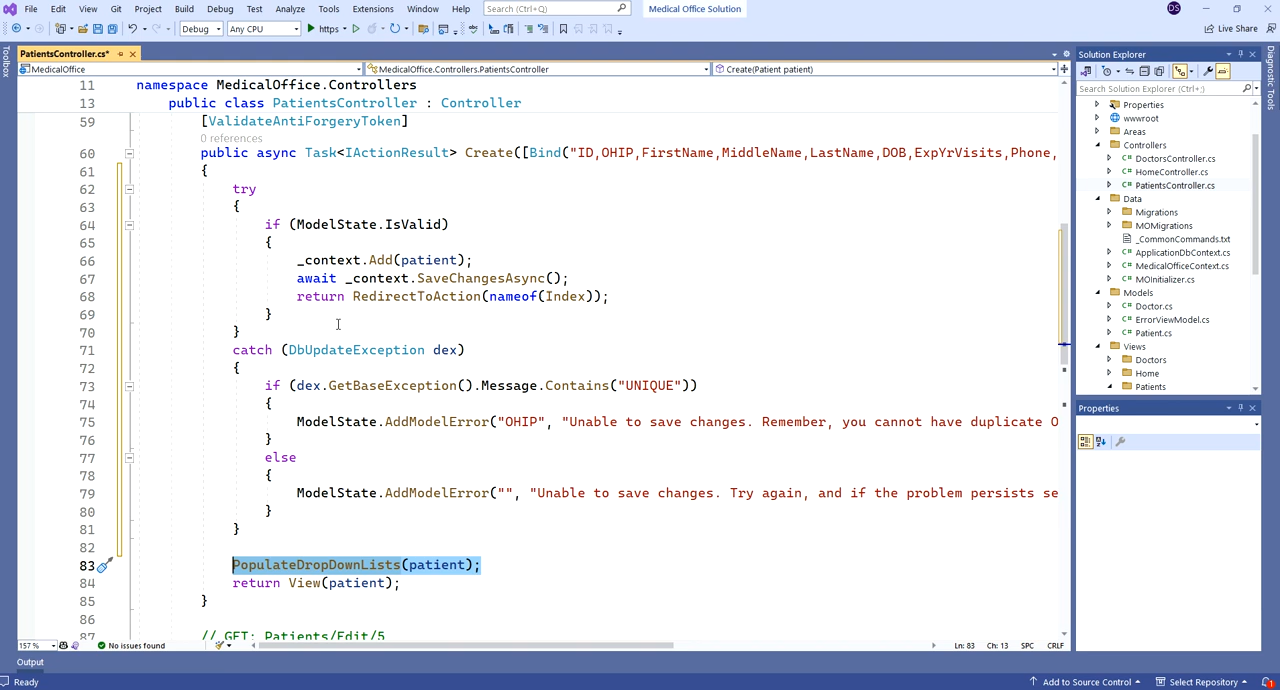 File Edit View Git Project Build Debug Test Analyze Tools Extensions Window Help Search (Ctrl+Q) Medical Office Solution DS
Debug Any CPU https Live Share
Toolbox
PatientsController.cs*
MedicalOffice MedicalOffice.Controllers.PatientsController Create(Patient patient)
11 namespace MedicalOffice.Controllers
13 public class PatientsController : Controller
59 [ValidateAntiForgeryToken]
0 references
60 public async Task<IActionResult> Create([Bind("ID,OHIP,FirstName,MiddleName,LastName,DOB,ExpYrVisits,Phone,
61 {
62 try
63 {
64 if (ModelState.IsValid)
65 {
66 _context.Add(patient);
67 await _context.SaveChangesAsync();
68 return RedirectToAction(nameof(Index));
69 }
70 }
71 catch (DbUpdateException dex)
72 {
73 if (dex.GetBaseException().Message.Contains("UNIQUE"))
74 {
75 ModelState.AddModelError("OHIP", "Unable to save changes. Remember, you cannot have duplicate O
76 }
77 else
78 {
79 ModelState.AddModelError("", "Unable to save changes. Try again, and if the problem persists se
80 }
81 }
82
83 PopulateDropDownLists(patient);
84 return View(patient);
85 }
86
87 // GET: Patients/Edit/5
157 % No issues found Ln: 83 Ch: 13 SPC CRLF
Output
Ready Add to Source Control Select Repository 1
Solution Explorer
Search Solution Explorer (Ctrl+;)
Properties
wwwroot
Areas
Controllers
C# DoctorsController.cs
C# HomeController.cs
C# PatientsController.cs
Data
Migrations
MOMigrations
_CommonCommands.txt
C# ApplicationDbContext.cs
C# MedicalOfficeContext.cs
C# MOInitializer.cs
Models
C# Doctor.cs
C# ErrorViewModel.cs
C# Patient.cs
Views
Doctors
Home
Patients
Properties
Diagnostic Tools